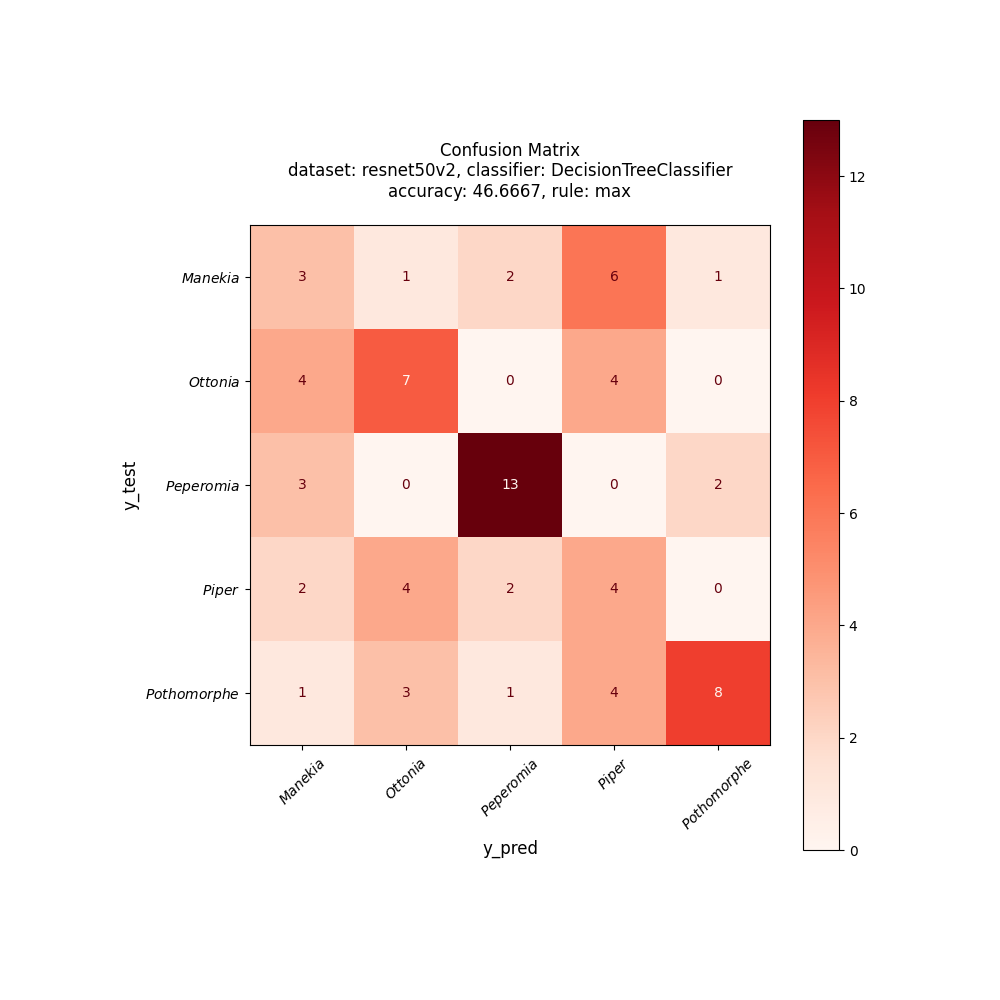 Confusion Matrix
dataset: resnet50v2, classifier: DecisionTreeClassifier
accuracy: 46.6667, rule: max
Manekia 3 1 2 6 1
Ottonia 4 7 0 4 0
Peperomia 3 0 13 0 2
Piper 2 4 2 4 0
Pothomorphe 1 3 1 4 8
y_test
Manekia Ottonia Peperomia Piper Pothomorphe
y_pred
12
10
8
6
4
2
0